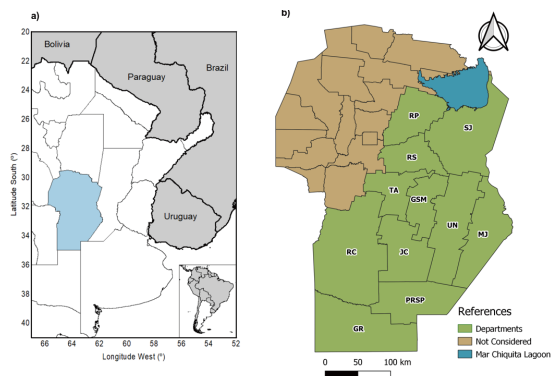 a)
20
22
24
26
28
30
32
34
36
38
40
Latitude South (°)
Bolivia
Paraguay
Brazil
Uruguay
66 64 62 60 58 56 54 52
Longitude West (°)
b)
RP
SJ
RS
TA
GSM
UN
MJ
RC
JC
PRSP
GR
References
Departments
Not Considered
Mar Chiquita Lagoon
0 50 100 km